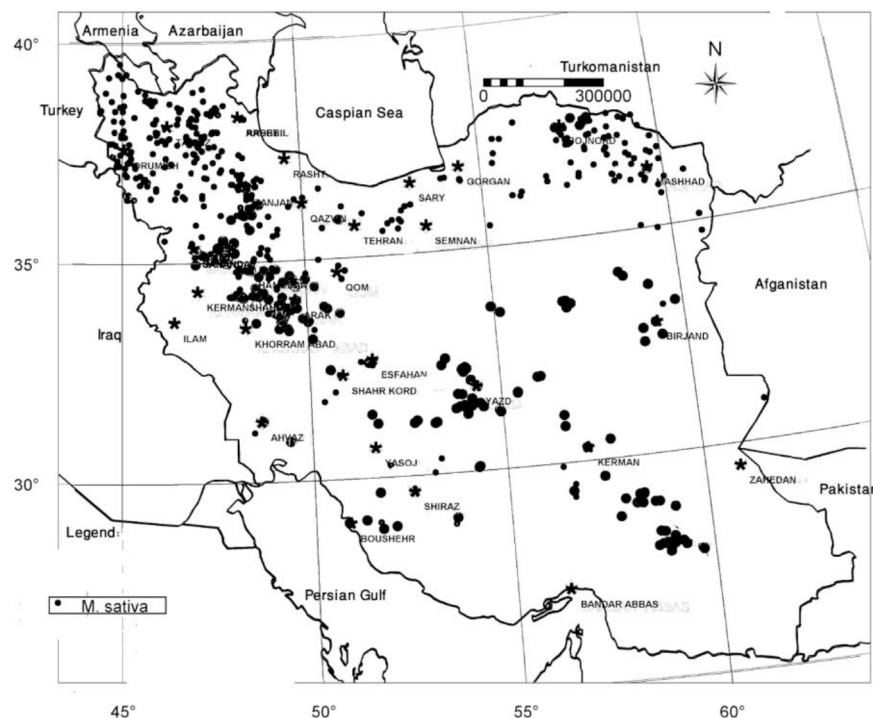 40°
Armenia
Azarbaijan
N
Turkomanistan
0
300000
Caspian Sea
Turkey
ORUMIEH
RASHT
GORGAN
BOJNORD
MASHHAD
SARY
ZANJAN
QAZVIN
TEHRAN
SEMNAN
35°
QOM
Afganistan
KERMANSHAH
ARAK
Iraq
ILAM
KHORRAM ABAD
BIRJAND
ESFAHAN
SHAHR KORD
YAZD
AHVAZ
YASOJ
KERMAN
ZAHEDAN
30°
SHIRAZ
Pakistan
Legend:
BOUSHEHR
Persian Gulf
BANDAR ABBAS
M. sativa
45°
50°
55°
60°